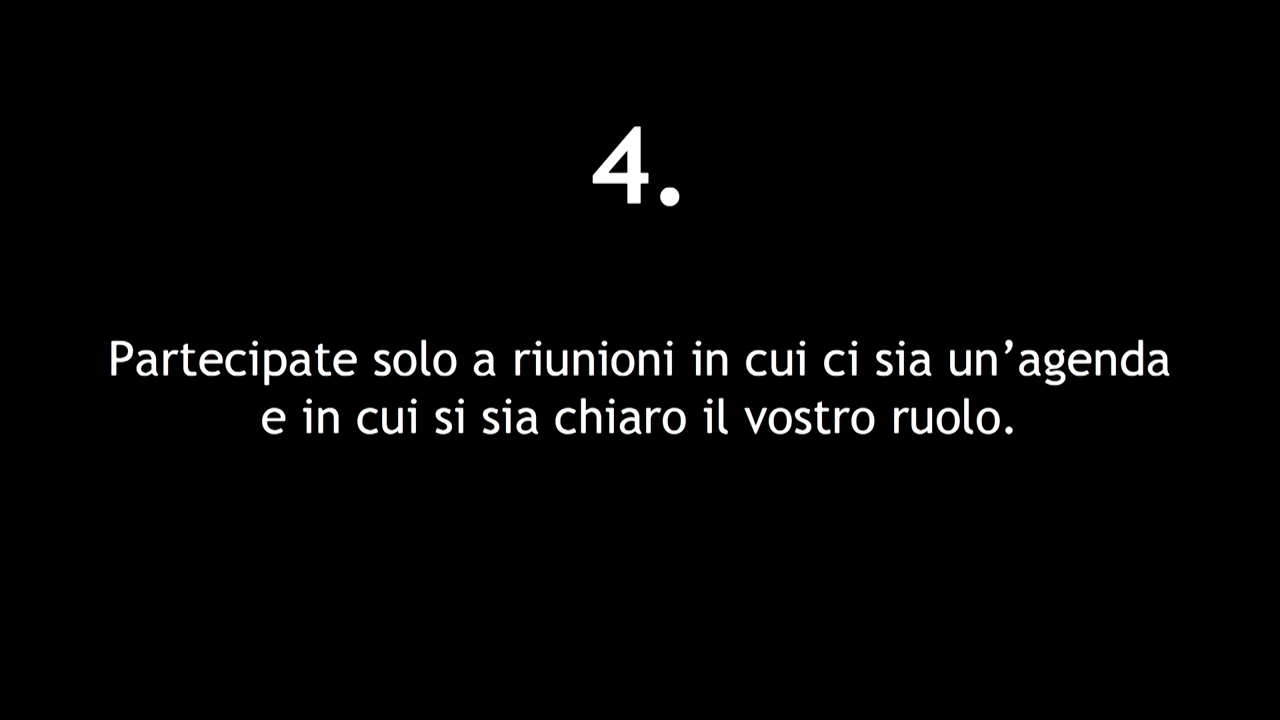 4.
Partecipate solo a riunioni in cui ci sia un’agenda
e in cui si sia chiaro il vostro ruolo.